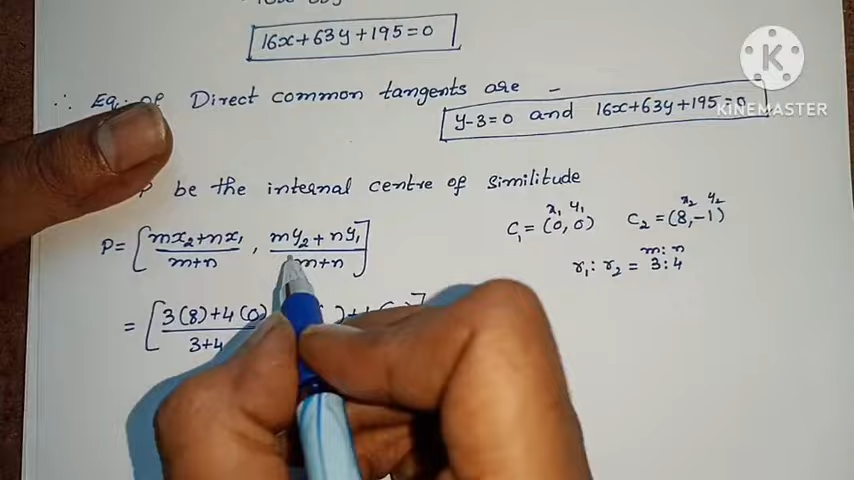 16x+63y+195=0
∴ Eq. of Direct common tangents are –
y-3=0 and 16x+63y+195=0
KINEMASTER
be the internal centre of similitude
P= [ mx₂+nx₁ / m+n , my₂+ny₁ / m+n ]
x₁ y₁ x₂ y₂
C₁ = (0,0) C₂ = (8,-1)
m:n
r₁:r₂ = 3:4
= [ 3(8)+4(0) / 3+4